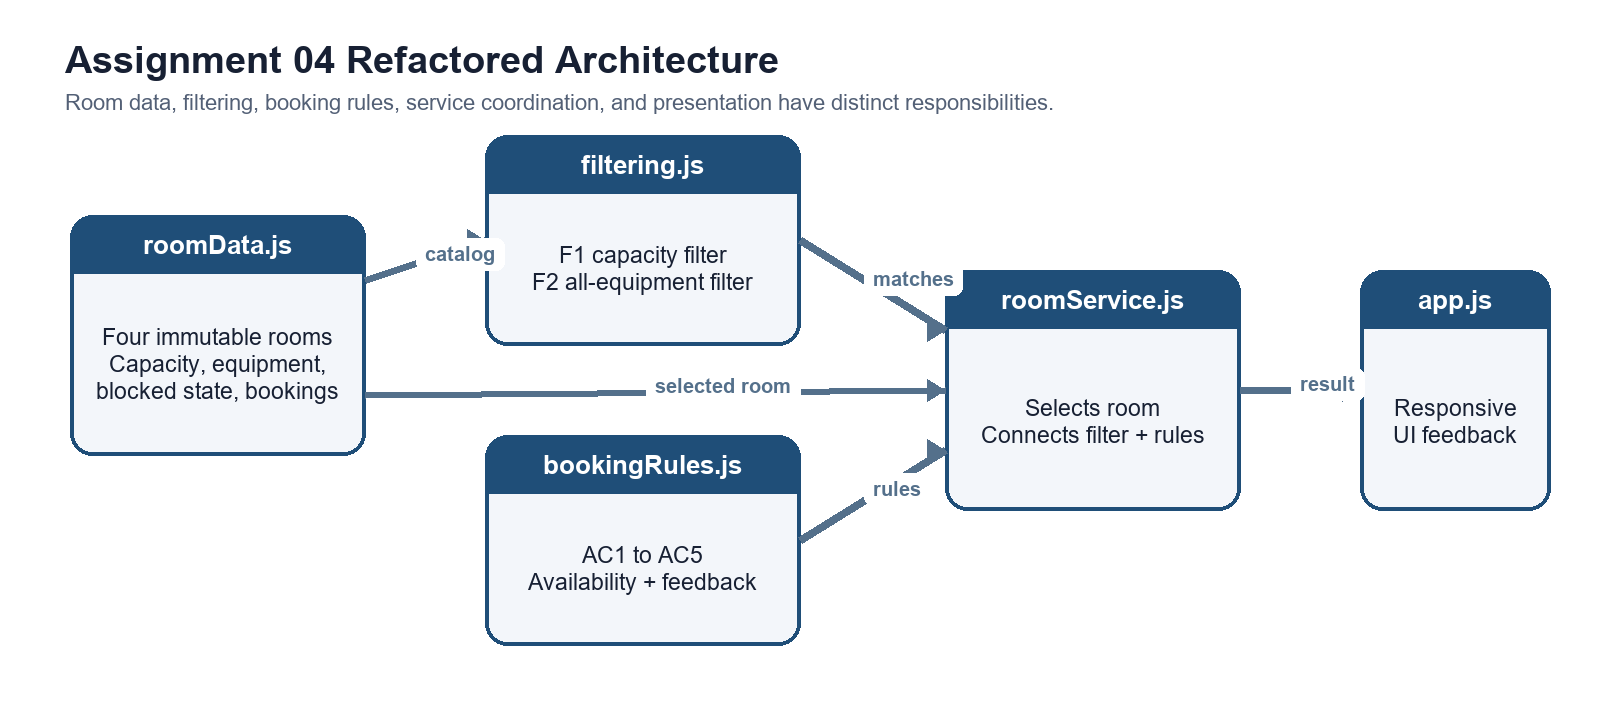 Assignment 04 Refactored Architecture
Room data, filtering, booking rules, service coordination, and presentation have distinct responsibilities.
roomData.js
Four immutable rooms
Capacity, equipment,
blocked state, bookings
catalog
filtering.js
F1 capacity filter
F2 all-equipment filter
matches
selected room
bookingRules.js
AC1 to AC5
Availability + feedback
rules
roomService.js
Selects room
Connects filter + rules
result
app.js
Responsive
UI feedback